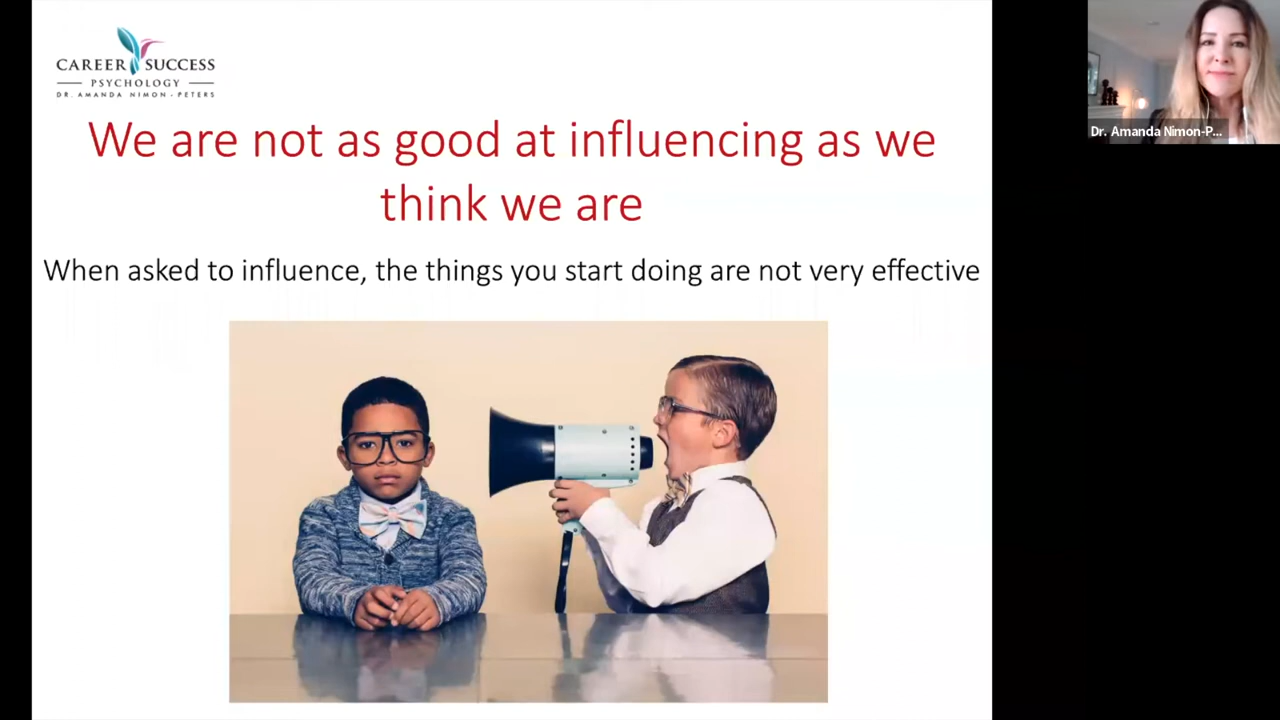 CAREER SUCCESS
PSYCHOLOGY
DR. AMANDA NIMON - PETERS
We are not as good at influencing as we
think we are
When asked to influence, the things you start doing are not very effective
Dr. Amanda Nimon-P...